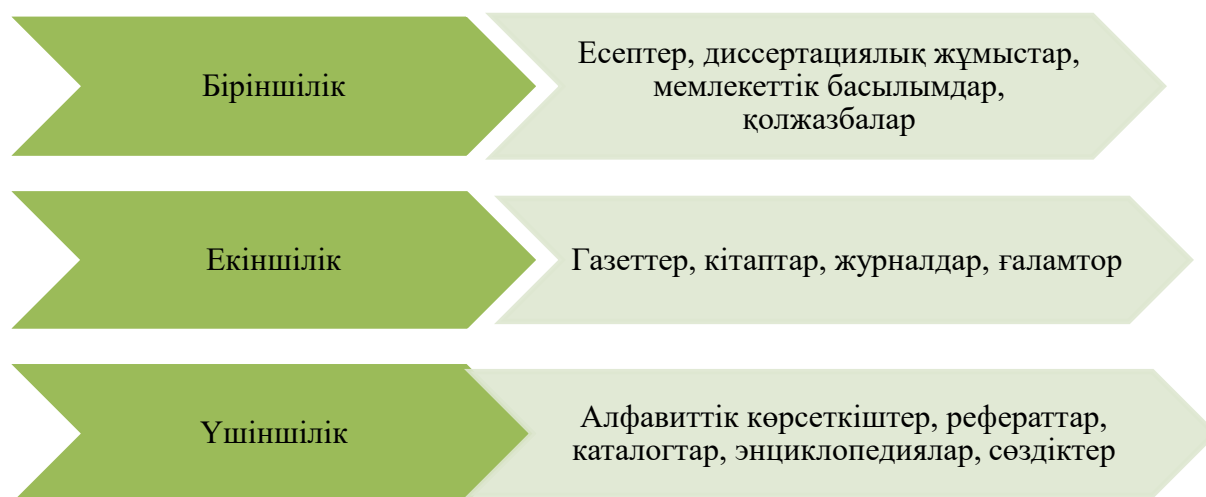 Біріншілік
Есептер, диссертациялық жұмыстар,
мемлекеттік басылымдар,
қолжазбалар
Екіншілік
Газеттер, кітаптар, журналдар, ғаламтор
Үшіншілік
Алфавиттік көрсеткіштер, рефераттар,
каталогтар, энциклопедиялар, сөздіктер